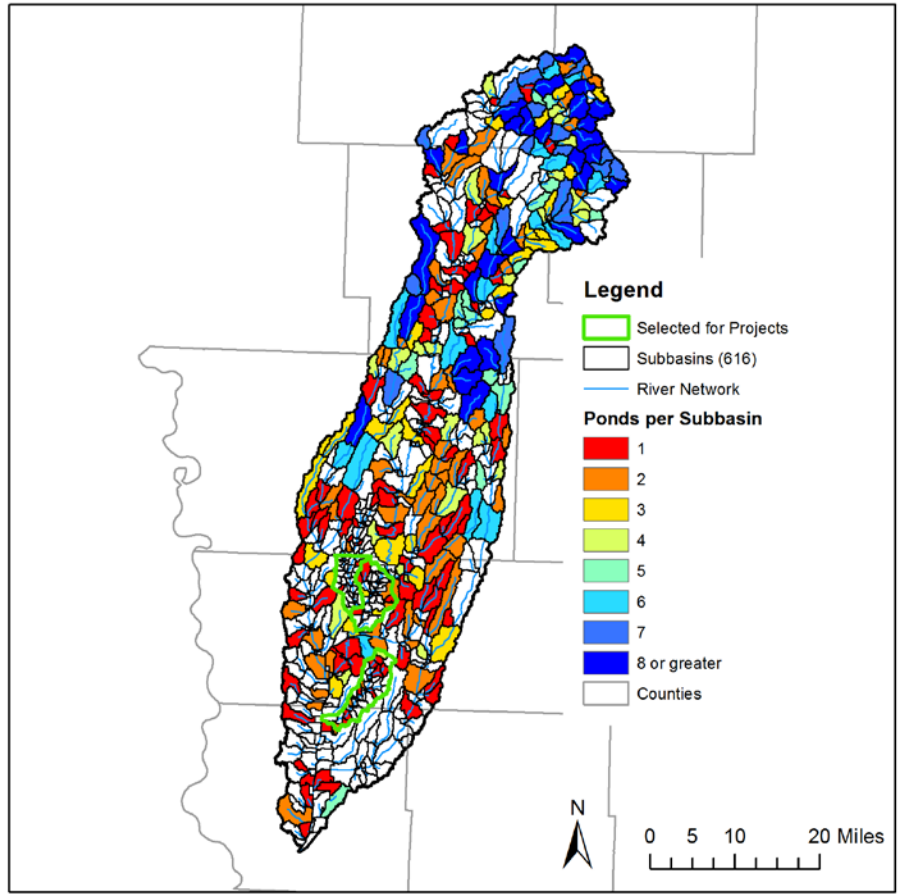 Legend
Selected for Projects
Subbasins (616)
River Network
Ponds per Subbasin
1
2
3
4
5
6
7
8 or greater
Counties
N
0 5 10 20 Miles